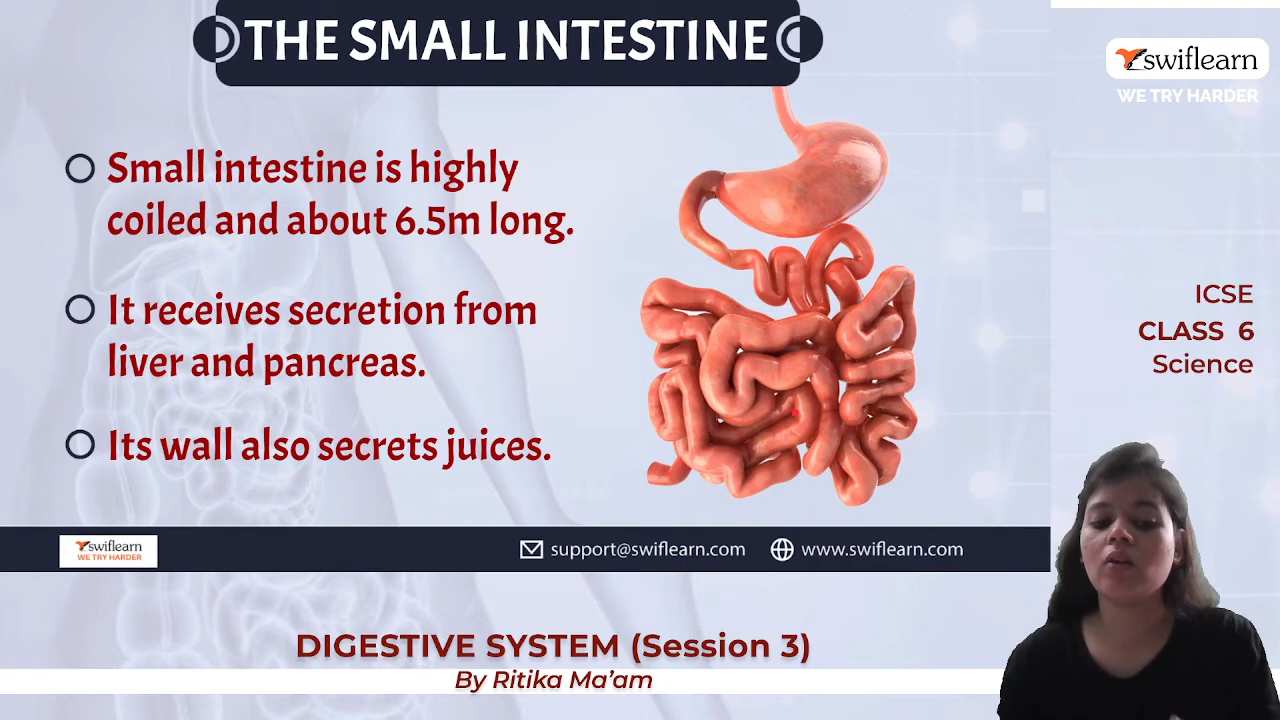 THE SMALL INTESTINE
Small intestine is highly
coiled and about 6.5m long.
It receives secretion from
liver and pancreas.
Its wall also secrets juices.
swiflearn
WE TRY HARDER
support@swiflearn.com
www.swiflearn.com
DIGESTIVE SYSTEM (Session 3)
By Ritika Ma’am
swiflearn
WE TRY HARDER
ICSE
CLASS 6
Science